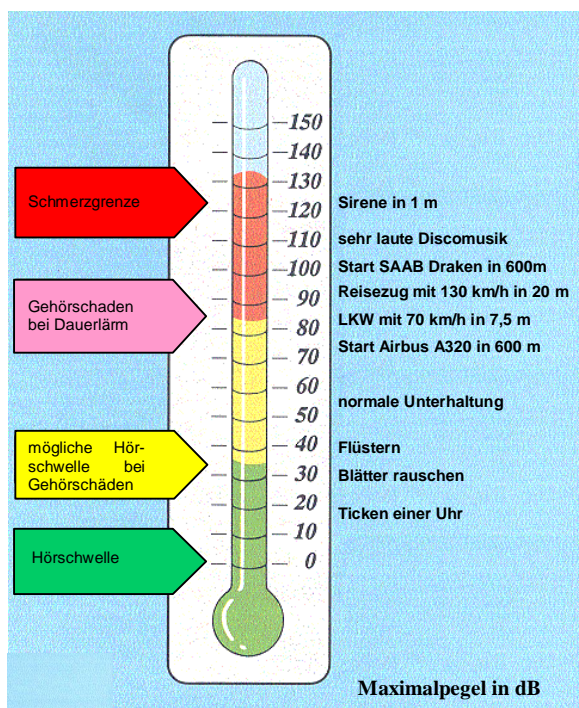 150
140
130
Schmerzgrenze
120
Sirene in 1 m
110
sehr laute Discomusik
100
Start SAAB Draken in 600m
90
Reisezug mit 130 km/h in 20 m
Gehörschaden
bei Dauerlärm
80
LKW mit 70 km/h in 7,5 m
70
Start Airbus A320 in 600 m
60
50
normale Unterhaltung
40
Flüstern
mögliche Hör-
schwelle bei
Gehörschäden
30
Blätter rauschen
20
Ticken einer Uhr
10
Hörschwelle
0
Maximalpegel in dB